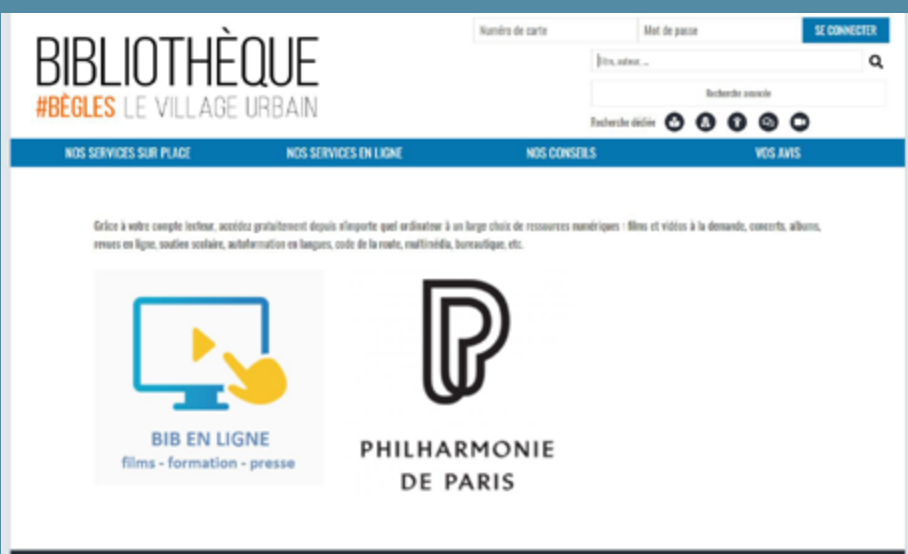 BIBLIOTHÈQUE
#BÈGLES LE VILLAGE URBAIN
Numéro de carte
Mot de passe
SE CONNECTER
Titre, auteur, ...
Recherche avancée
Recherche dédiée
NOS SERVICES SUR PLACE
NOS SERVICES EN LIGNE
NOS CONSEILS
VOS AVIS
Grâce à votre compte lecteur, accédez gratuitement depuis n'importe quel ordinateur à un large choix de ressources numériques : films et vidéos à la demande, concerts, albums,
revues en ligne, soutien scolaire, autoformation en langues, code de la route, multimédia, bureautique, etc.
BIB EN LIGNE
films - formation - presse
PHILHARMONIE
DE PARIS